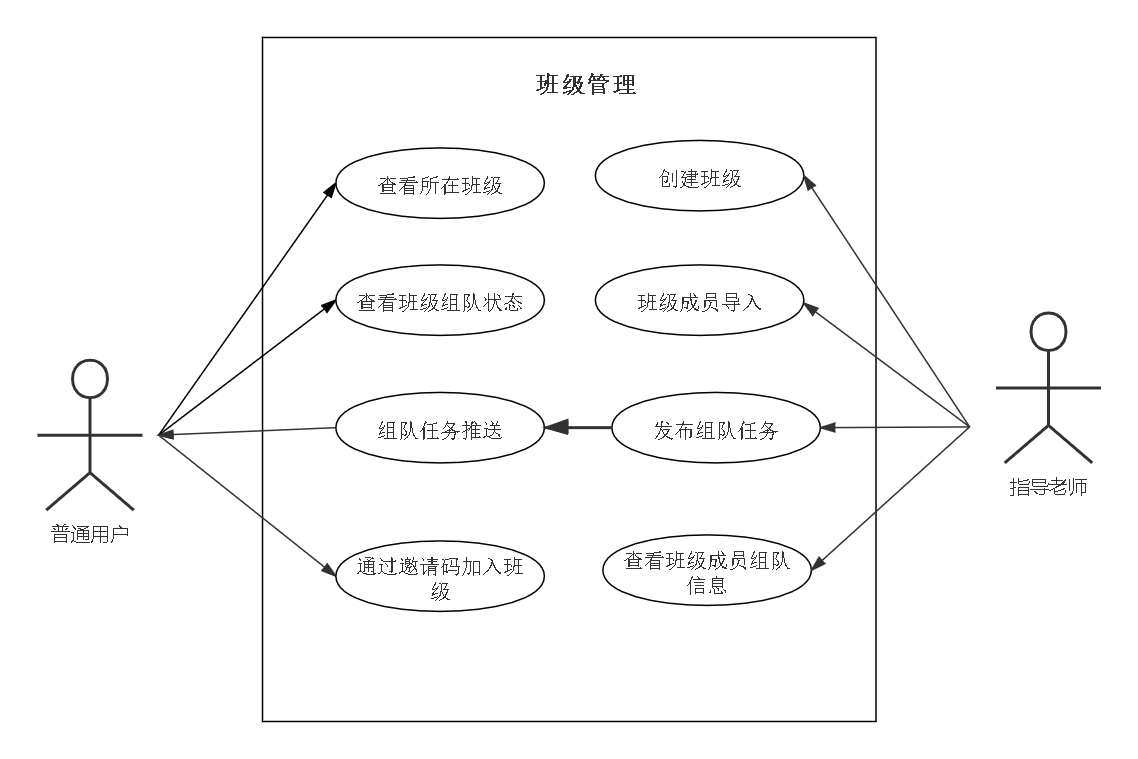 班级管理
查看所在班级
创建班级
查看班级组队状态
班级成员导入
组队任务推送
发布组队任务
通过邀请码加入班
级
查看班级成员组队
信息
普通用户
指导老师